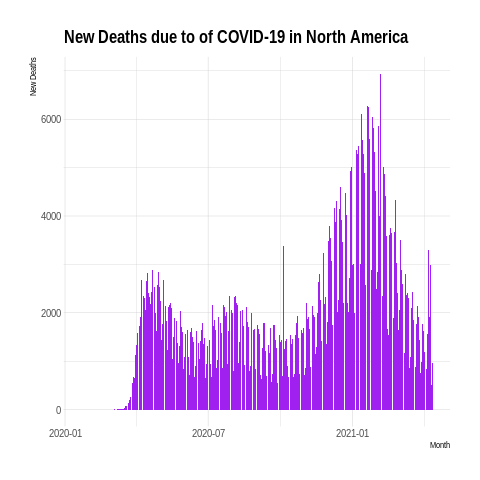 New Deaths due to of COVID-19 in North America
New Deaths
6000
4000
2000
0
2020-01
2020-07
2021-01
Month